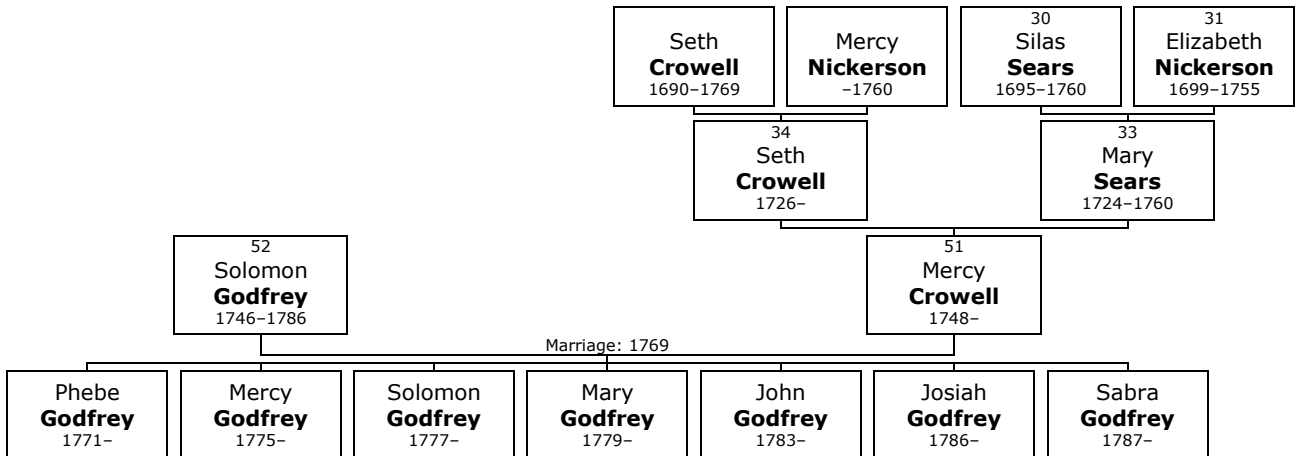 Seth
Crowell
1690–1769
Mercy
Nickerson
–1760
30
Silas
Sears
1695–1760
31
Elizabeth
Nickerson
1699–1755
34
Seth
Crowell
1726–
33
Mary
Sears
1724–1760
52
Solomon
Godfrey
1746–1786
51
Mercy
Crowell
1748–
Marriage: 1769
Phebe
Godfrey
1771–
Mercy
Godfrey
1775–
Solomon
Godfrey
1777–
Mary
Godfrey
1779–
John
Godfrey
1783–
Josiah
Godfrey
1786–
Sabra
Godfrey
1787–